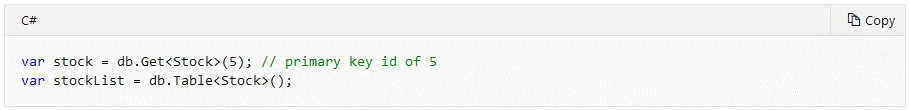 C#
Copy
var stock = db.Get<Stock>(5); // primary key id of 5
var stockList = db.Table<Stock>();